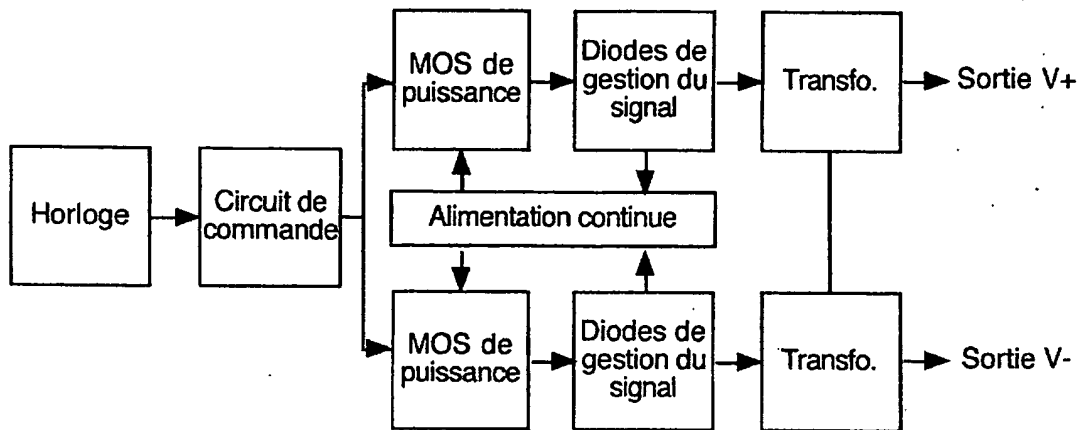 MOS de
puissance
Diodes de
gestion du
signal
Transfo.
Sortie V+
Horloge
Circuit de
commande
Alimentation continue
MOS de
puissance
Diodes de
gestion du
signal
Transfo.
Sortie V-